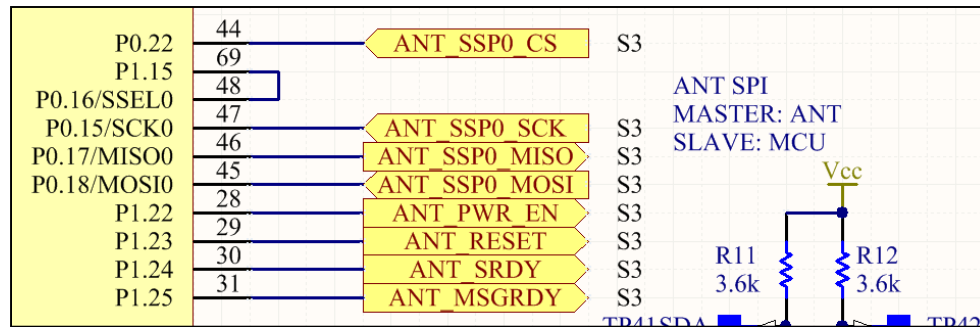 P0.22 44 ANT_SSP0_CS S3
P1.15 69
P0.16/SSEL0 48
P0.15/SCK0 47 ANT_SSP0_SCK S3
P0.17/MISO0 46 ANT_SSP0_MISO S3
P0.18/MOSI0 45 ANT_SSP0_MOSI S3
P1.22 28 ANT_PWR_EN S3
P1.23 29 ANT_RESET S3
P1.24 30 ANT_SRDY S3
P1.25 31 ANT_MSGRDY S3
ANT SPI
MASTER: ANT
SLAVE: MCU
Vcc
R11
3.6k
R12
3.6k
TP41SDA
TP42